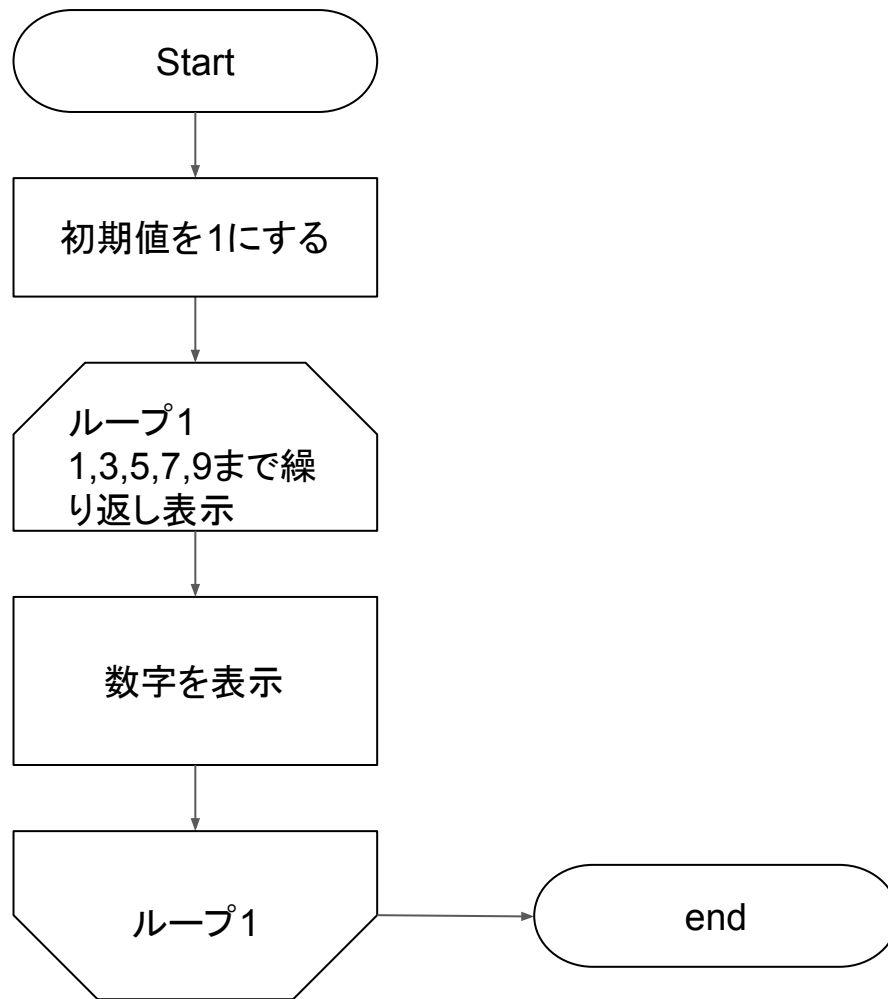 Start
初期値を1にする
ループ1
1,3,5,7,9まで繰
り返し表示
数字を表示
ループ1
end